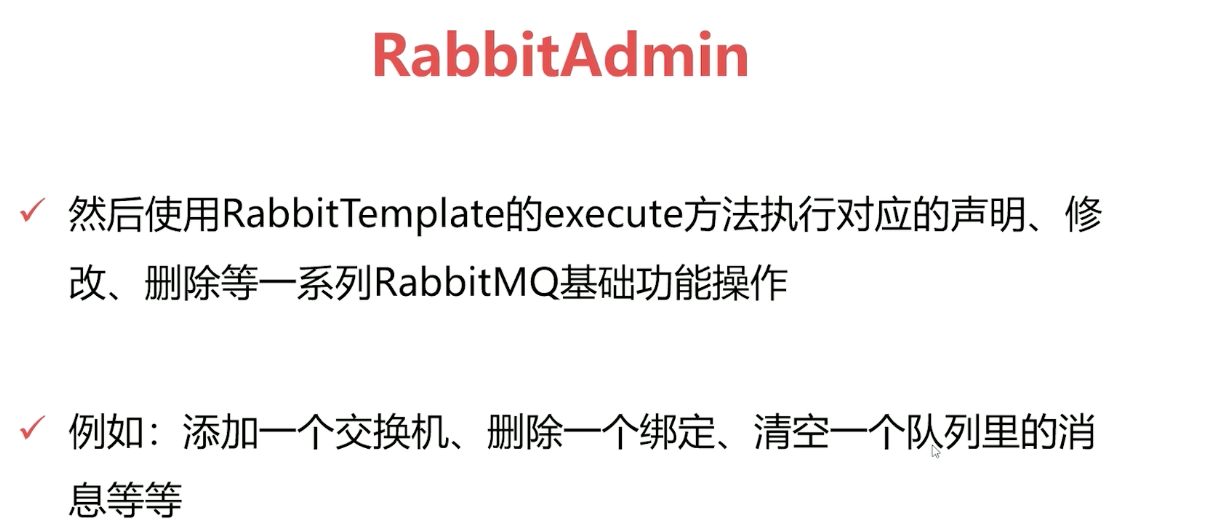 RabbitAdmin
然后使用RabbitTemplate的execute方法执行对应的声明、修
改、删除等一系列RabbitMQ基础功能操作
例如：添加一个交换机、删除一个绑定、清空一个队列里的消
息等等